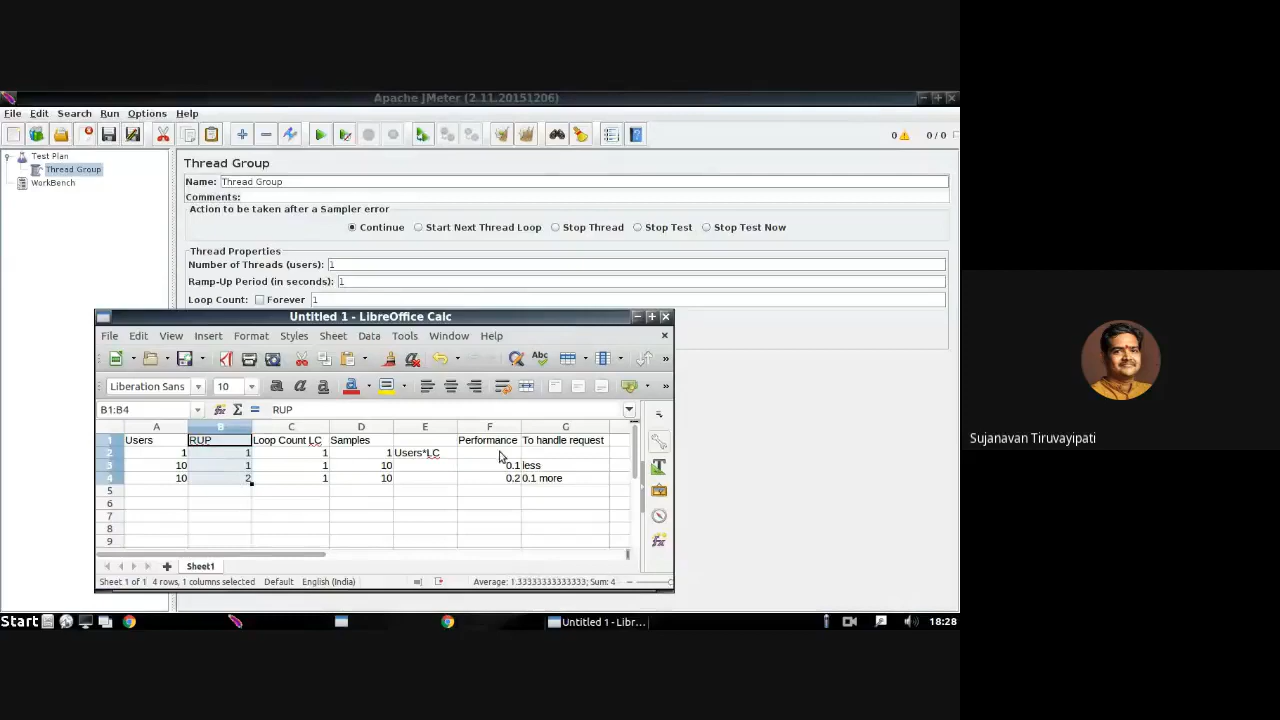 Apache JMeter (2.11.20151206)
File Edit Search Run Options Help
0 0 / 0
Test Plan
Thread Group
WorkBench
Thread Group
Name: Thread Group
Comments:
Action to be taken after a Sampler error
Continue Start Next Thread Loop Stop Thread Stop Test Stop Test Now
Thread Properties
Number of Threads (users): 1
Ramp-Up Period (in seconds): 1
Loop Count: Forever 1
Untitled 1 - LibreOffice Calc
File Edit View Insert Format Styles Sheet Data Tools Window Help
Liberation Sans 10
B1:B4 RUP
A B C D E F G
1 Users RUP Loop Count LC Samples Performance To handle request
2 1 1 1 1 Users*LC
3 10 1 1 10 0.1 less
4 10 2 1 10 0.2 0.1 more
5
6
7
8
9
Sheet1
Sheet 1 of 1 4 rows, 1 columns selected Default English (India) Average: 1.33333333333333; Sum: 4
Start Untitled 1 - Libr... 18:28
Sujanavan Tiruvayipati